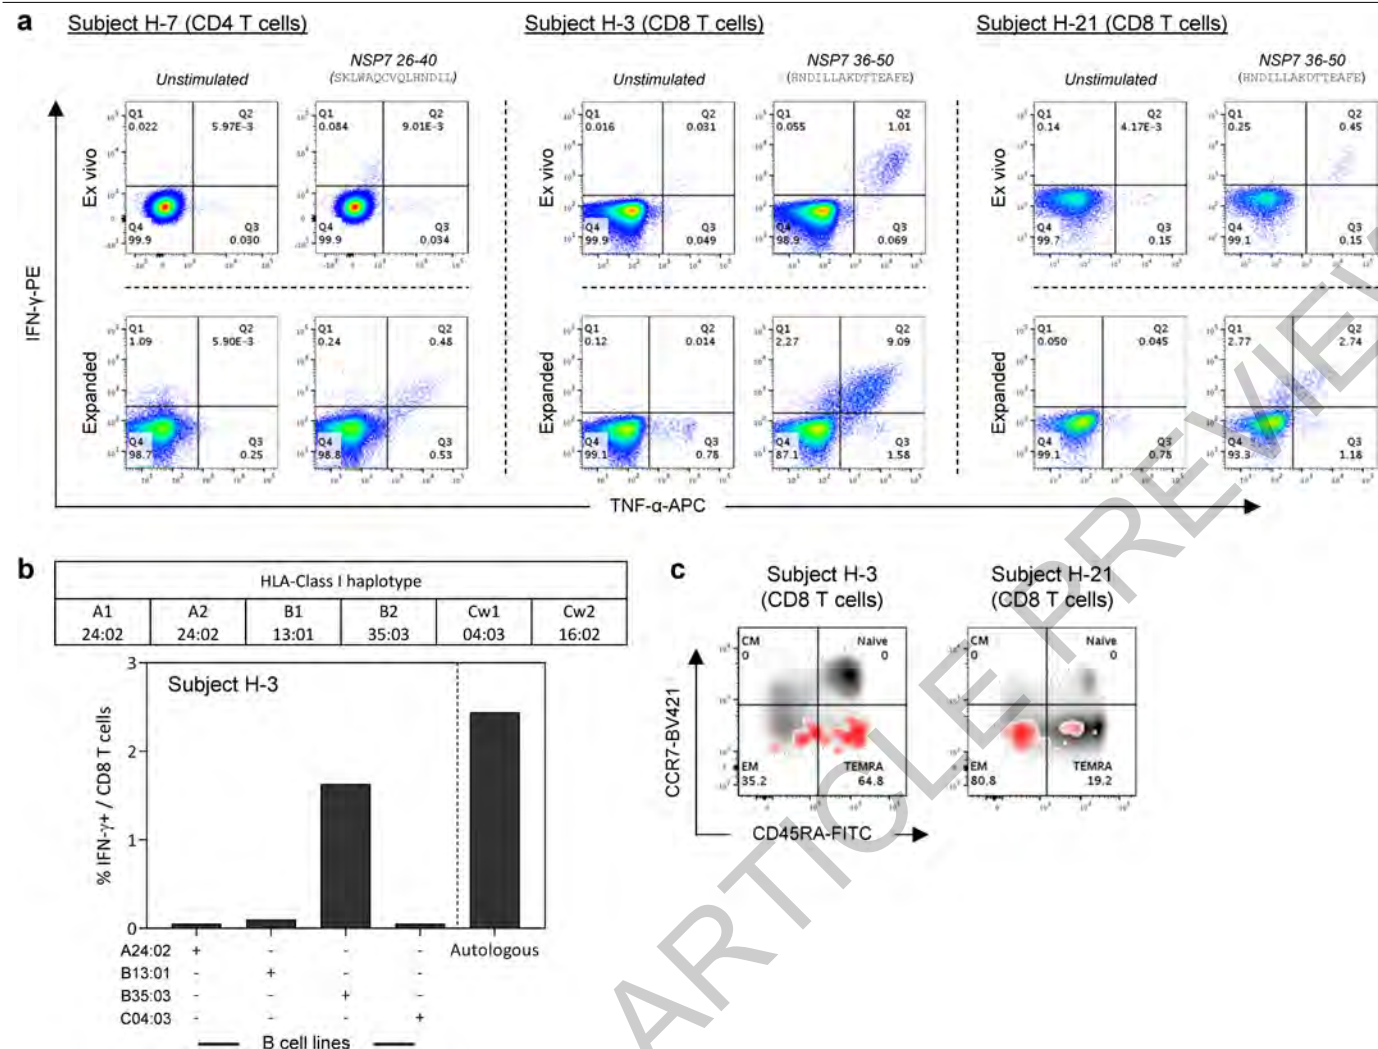 a
Subject H-7 (CD4 T cells)
Subject H-3 (CD8 T cells)
Subject H-21 (CD8 T cells)
Unstimulated
NSP7 26-40
(SKLWAQCVQLHNDIL)
Unstimulated
NSP7 36-50
(HNDILLAKDTTEAFE)
Unstimulated
NSP7 36-50
(HNDILLAKDTTEAFE)
IFN-γ-PE
Ex vivo
Q1 0.022
Q2 5.97E-3
Q4 99.9
Q3 0.030
Q1 0.084
Q2 9.01E-3
Q4 99.9
Q3 0.034
Ex vivo
Q1 0.016
Q2 0.031
Q4 99.9
Q3 0.049
Q1 0.055
Q2 1.01
Q4 98.9
Q3 0.069
Ex vivo
Q1 0.14
Q2 4.17E-3
Q4 99.7
Q3 0.15
Q1 0.25
Q2 0.45
Q4 99.1
Q3 0.15
Expanded
Q1 1.09
Q2 5.90E-3
Q4 98.7
Q3 0.25
Q1 0.24
Q2 0.48
Q4 98.8
Q3 0.53
Expanded
Q1 0.12
Q2 0.014
Q4 99.1
Q3 0.78
Q1 2.27
Q2 9.09
Q4 87.1
Q3 1.58
Expanded
Q1 0.050
Q2 0.045
Q4 99.1
Q3 0.78
Q1 2.77
Q2 2.74
Q4 93.3
Q3 1.18
TNF-α-APC
b
HLA-Class I haplotype
A1 A2 B1 B2 Cw1 Cw2
24:02 24:02 13:01 35:03 04:03 16:02
Subject H-3
% IFN-γ+ / CD8 T cells
3
2
1
0
Autologous
A24:02 + - - -
B13:01 - + - -
B35:03 - - + -
C04:03 - - - +
B cell lines
c
Subject H-3
(CD8 T cells)
Subject H-21
(CD8 T cells)
CCR7-BV421
CM 0
Naive 0
EM 35.2
TEMRA 64.8
CM 0
Naive 0
EM 80.8
TEMRA 19.2
CD45RA-FITC
ARTICLE PREVIEW